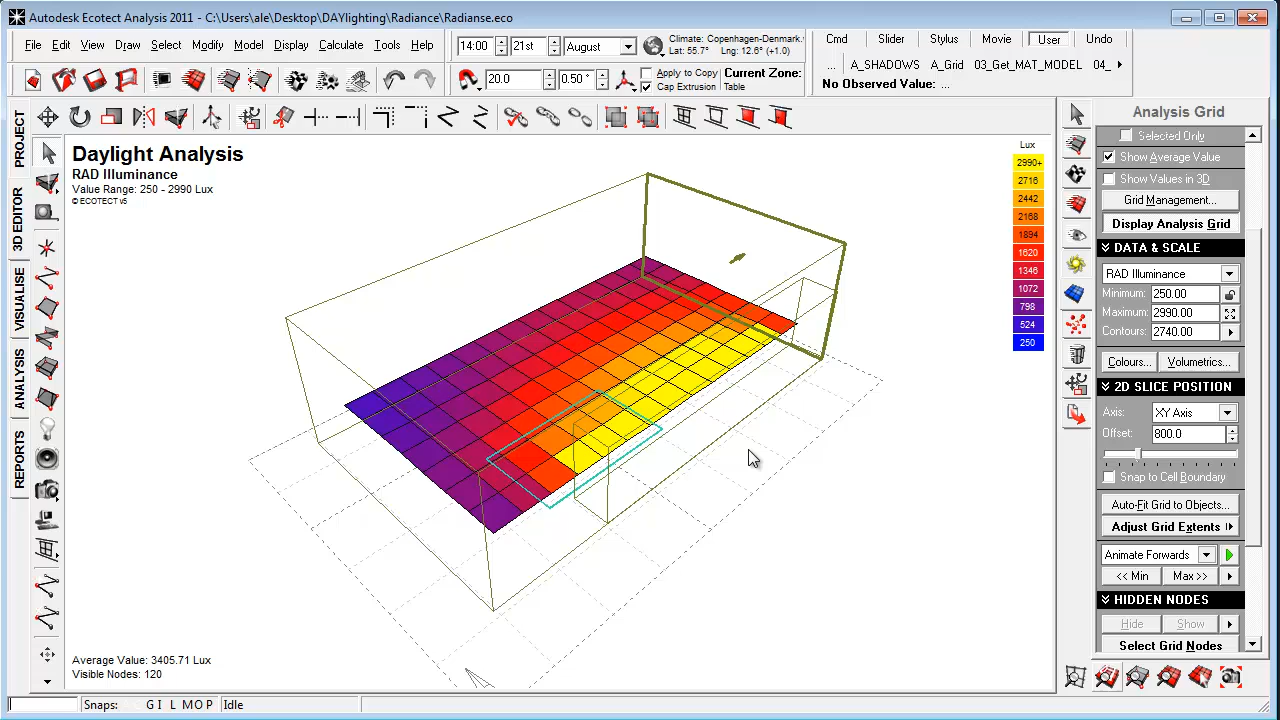 Autodesk Ecotect Analysis 2011 - C:\Users\ale\Desktop\DAYlighting\Radiance\Radianse.eco
File Edit View Draw Select Modify Model Display Calculate Tools Help
14:00 21st August
Climate: Copenhagen-Denmark.
Lat: 55.7° Lng: 12.6° (+1.0)
Cmd Slider Stylus Movie User Undo
... A_SHADOWS A_Grid 03_Get_MAT_MODEL 04_
No Observed Value: ...
20.0 0.50 °
Apply to Copy
Cap Extrusion
Current Zone:
Table
PROJECT
3D EDITOR
VISUALISE
ANALYSIS
REPORTS
Daylight Analysis
RAD Illuminance
Value Range: 250 - 2990 Lux
© ECOTECT v5
Lux
2990+
2716
2442
2168
1894
1620
1346
1072
798
524
250
Average Value: 3405.71 Lux
Visible Nodes: 120
Analysis Grid
Selected Only
Show Average Value
Show Values in 3D
Grid Management...
Display Analysis Grid
DATA & SCALE
RAD Illuminance
Minimum: 250.00
Maximum: 2990.00
Contours: 2740.00
Colours... Volumetrics...
2D SLICE POSITION
Axis: XY Axis
Offset: 800.0
Snap to Cell Boundary
Auto-Fit Grid to Objects...
Adjust Grid Extents
Animate Forwards
<< Min Max >>
HIDDEN NODES
Hide Show
Select Grid Nodes
Snaps: G I L M O P Idle